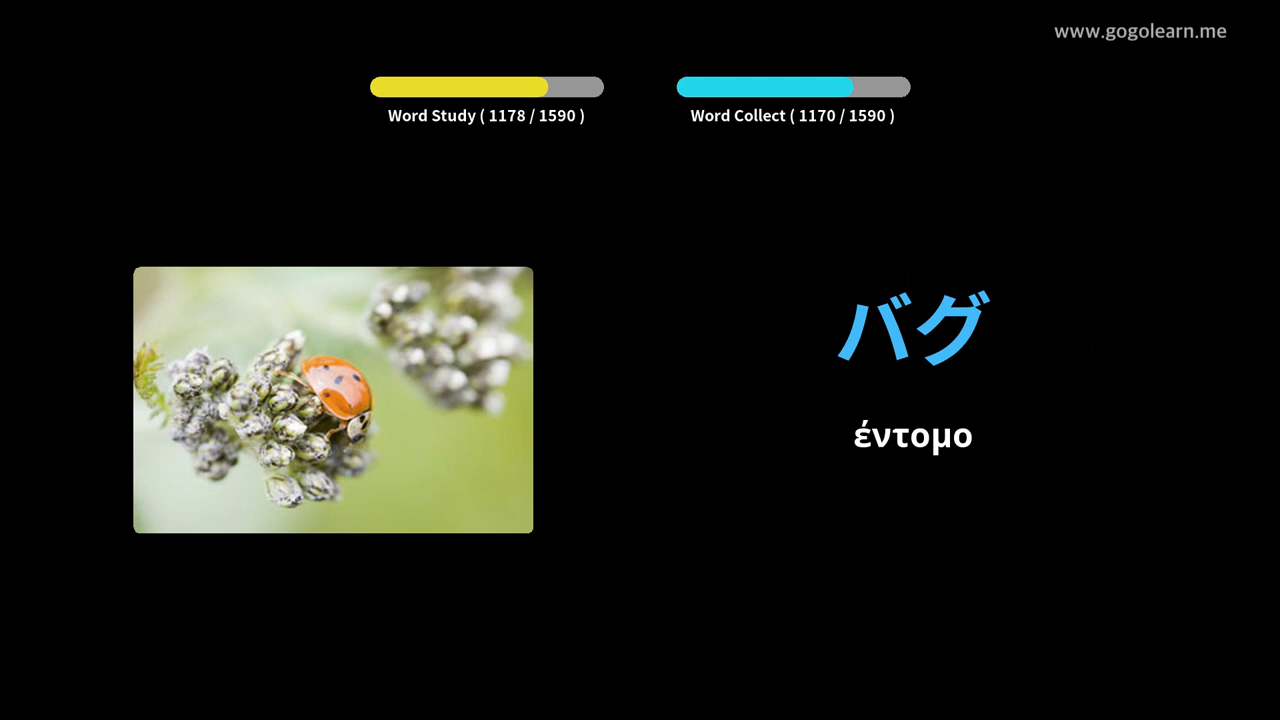 www.gogolearn.me
Word Study ( 1178 / 1590 )
Word Collect ( 1170 / 1590 )
バグ
έντομο